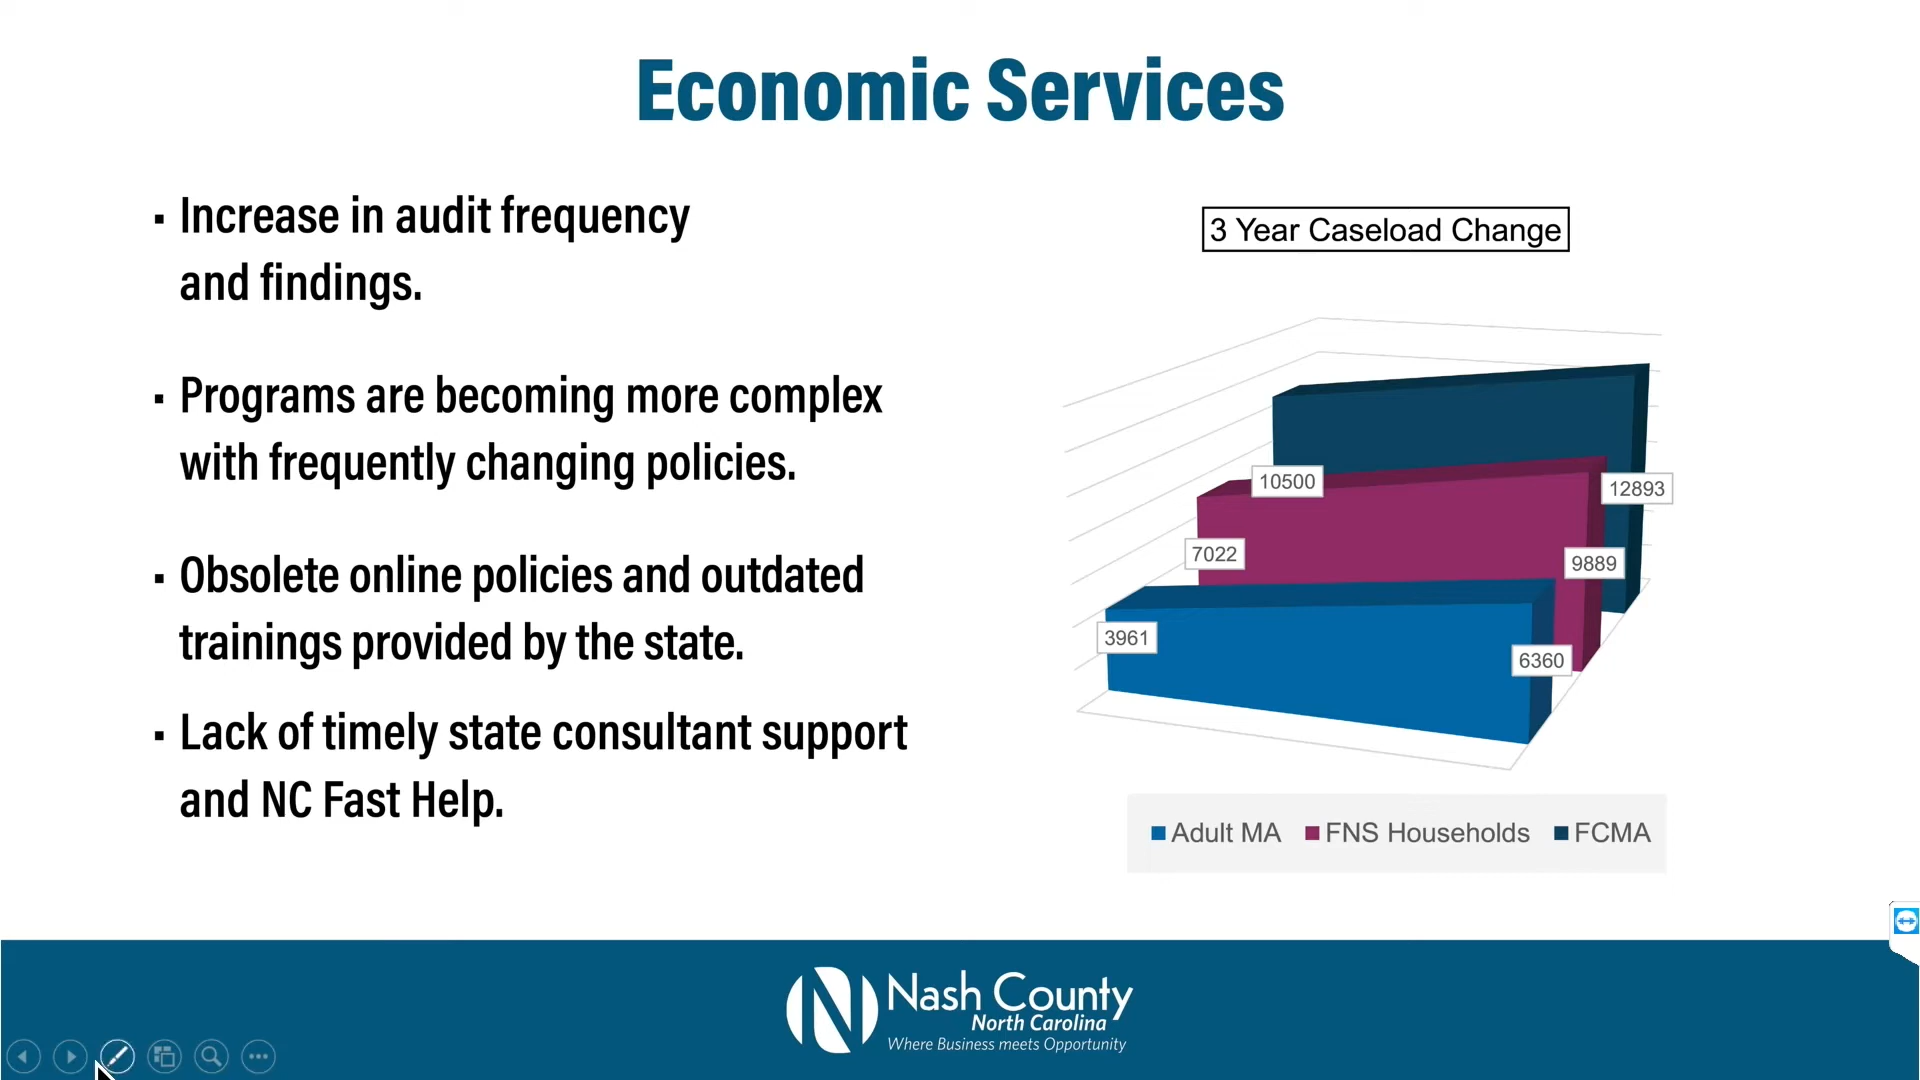 Economic Services
▪ Increase in audit frequency
and findings.
▪ Programs are becoming more complex
with frequently changing policies.
▪ Obsolete online policies and outdated
trainings provided by the state.
▪ Lack of timely state consultant support
and NC Fast Help.
3 Year Caseload Change
10500
12893
7022
9889
3961
6360
Adult MA FNS Households FCMA
Nash County
North Carolina
Where Business meets Opportunity